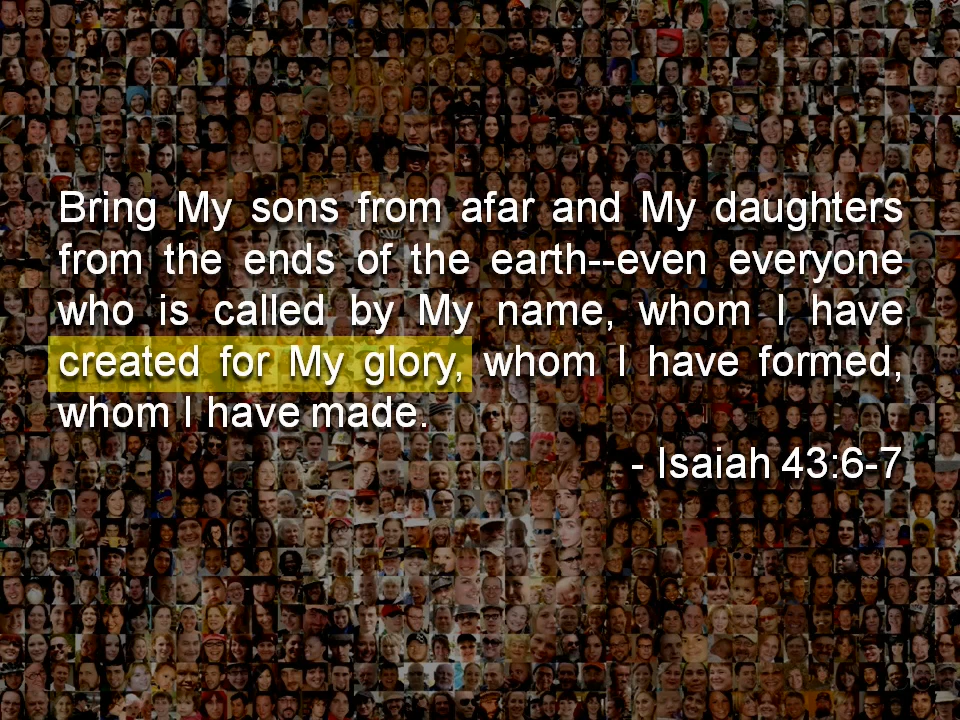 Bring My sons from afar and My daughters
from the ends of the earth--even everyone
who is called by My name, whom I have
created for My glory, whom I have formed,
whom I have made.
- Isaiah 43:6-7